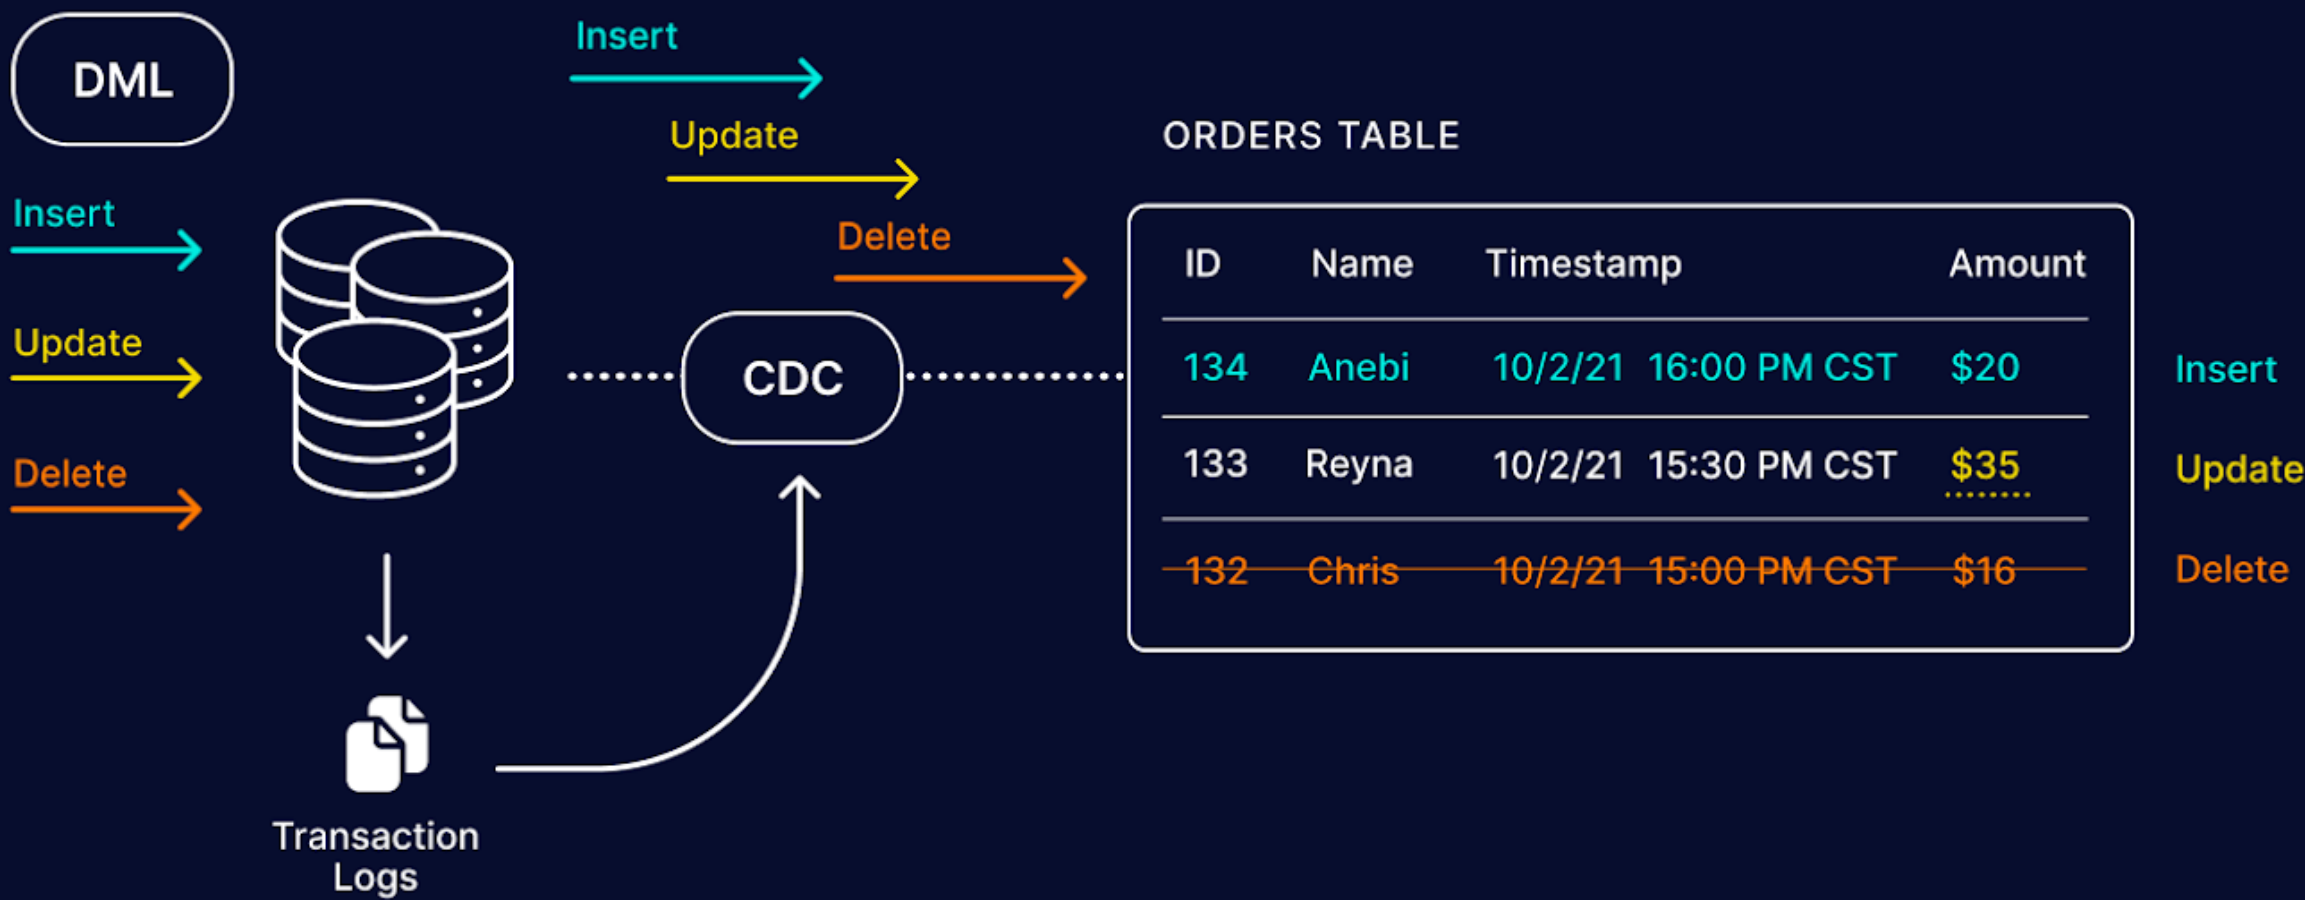 DML
Insert
Update
Delete
Insert
Update
Delete
CDC
Transaction
Logs
ORDERS TABLE
ID Name Timestamp Amount
134 Anebi 10/2/21 16:00 PM CST $20 Insert
133 Reyna 10/2/21 15:30 PM CST $35 Update
132 Chris 10/2/21 15:00 PM CST $16 Delete